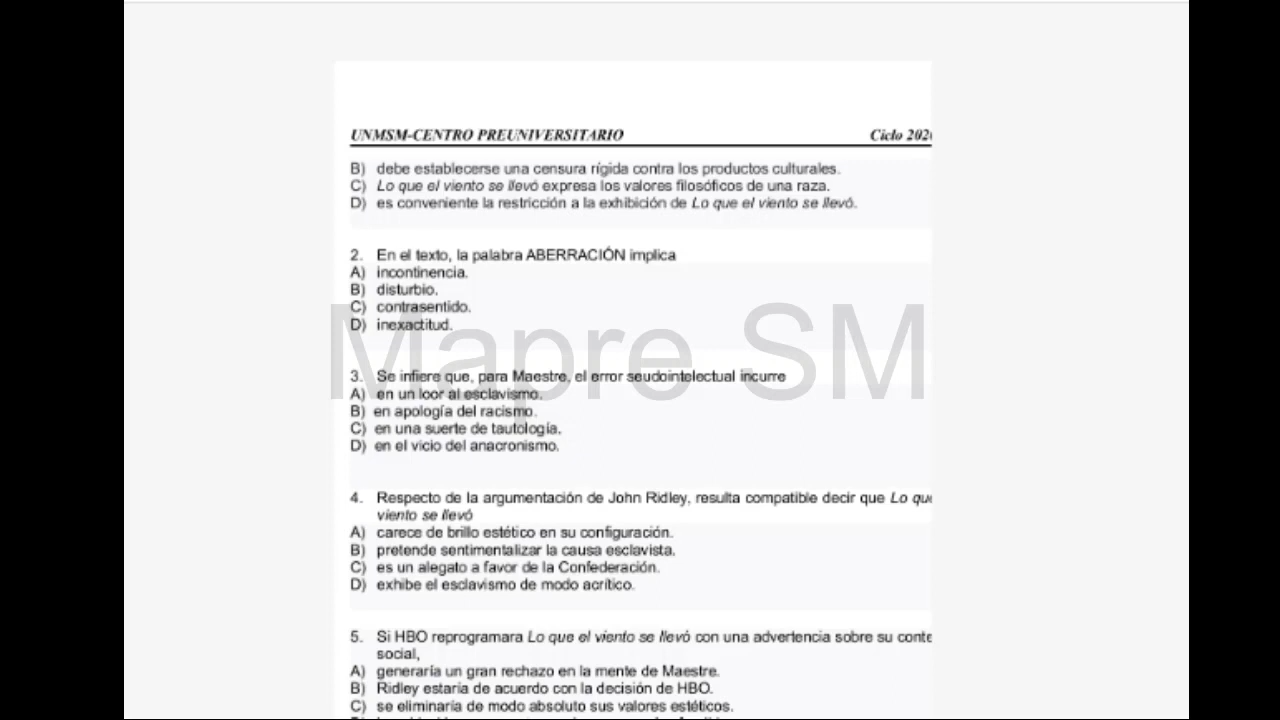 UNMSM-CENTRO PREUNIVERSITARIO Ciclo 202
B) debe establecerse una censura rígida contra los productos culturales.
C) Lo que el viento se llevó expresa los valores filosóficos de una raza.
D) es conveniente la restricción a la exhibición de Lo que el viento se llevó.
2. En el texto, la palabra ABERRACIÓN implica
A) incontinencia.
B) disturbio.
C) contrasentido.
D) inexactitud.
Mapre SM
3. Se infiere que, para Maestre, el error seudointelectual incurre
A) en un loor al esclavismo.
B) en apología del racismo.
C) en una suerte de tautología.
D) en el vicio del anacronismo.
4. Respecto de la argumentación de John Ridley, resulta compatible decir que Lo qu
viento se llevó
A) carece de brillo estético en su configuración.
B) pretende sentimentalizar la causa esclavista.
C) es un alegato a favor de la Confederación.
D) exhibe el esclavismo de modo acrítico.
5. Si HBO reprogramara Lo que el viento se llevó con una advertencia sobre su conte
social,
A) generaría un gran rechazo en la mente de Maestre.
B) Ridley estaría de acuerdo con la decisión de HBO.
C) se eliminaría de modo absoluto sus valores estéticos.